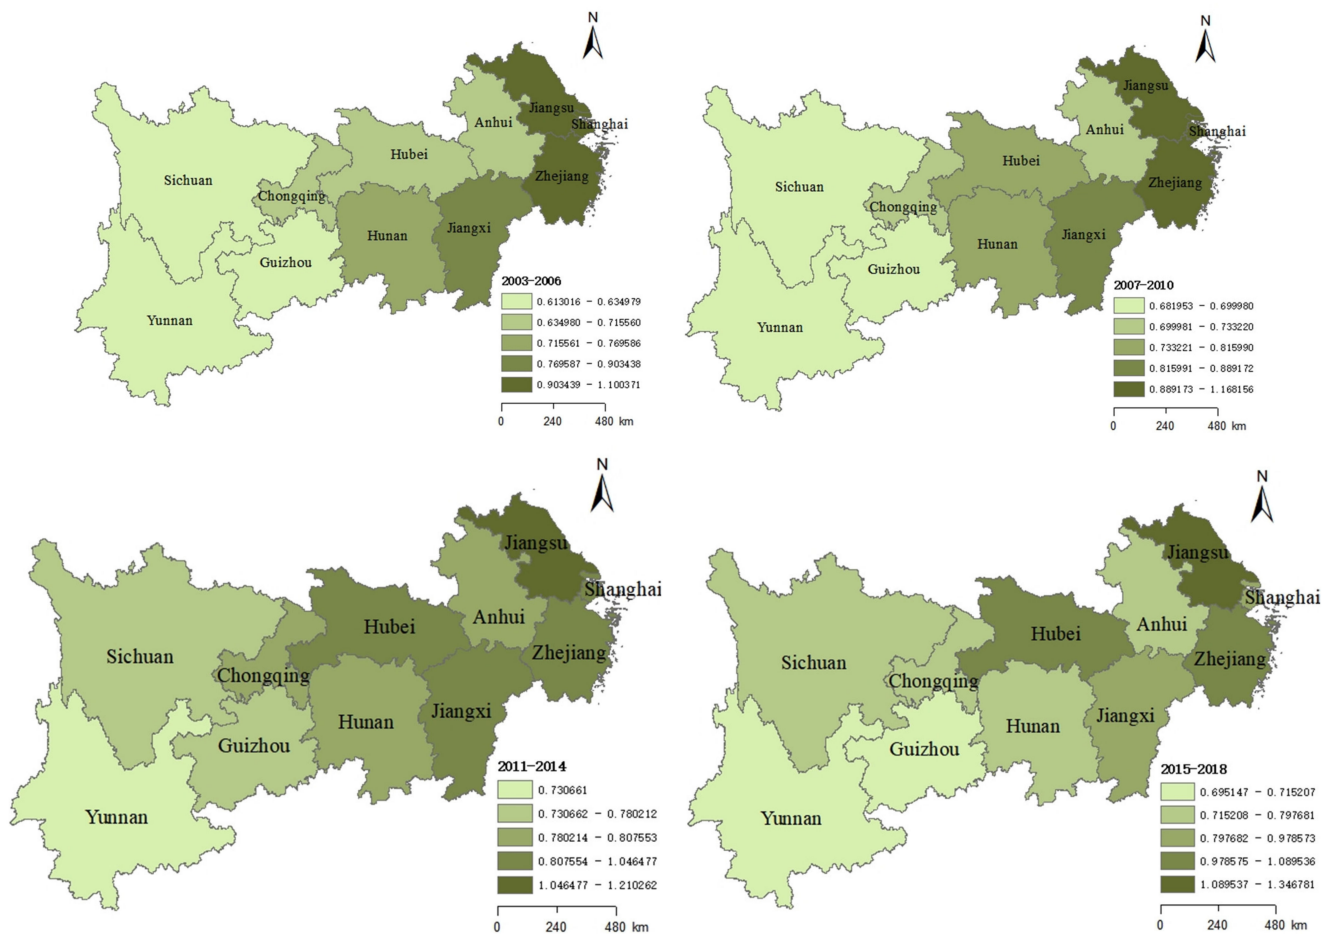 N
Jiangsu
Shanghai
Anhui
Hubei
Sichuan
Zhejiang
Chongqing
Hunan
Jiangxi
Guizhou
Yunnan
2003-2006
0.613016 - 0.634979
0.634980 - 0.715560
0.715561 - 0.769586
0.769587 - 0.903438
0.903439 - 1.100371
0 240 480 km
N
Jiangsu
Shanghai
Anhui
Hubei
Sichuan
Zhejiang
Chongqing
Hunan
Jiangxi
Guizhou
Yunnan
2007-2010
0.681953 - 0.699980
0.699981 - 0.733220
0.733221 - 0.815990
0.815991 - 0.889172
0.889173 - 1.168156
0 240 480 km
N
Jiangsu
Shanghai
Anhui
Hubei
Zhejiang
Sichuan
Chongqing
Jiangxi
Hunan
Guizhou
Yunnan
2011-2014
0.730661
0.730662 - 0.780212
0.780214 - 0.807553
0.807554 - 1.046477
1.046477 - 1.210262
0 240 480 km
N
Jiangsu
Shanghai
Anhui
Hubei
Zhejiang
Sichuan
Chongqing
Jiangxi
Hunan
Guizhou
Yunnan
2015-2018
0.695147 - 0.715207
0.715208 - 0.797681
0.797682 - 0.978573
0.978575 - 1.089536
1.089537 - 1.346781
0 240 480 km